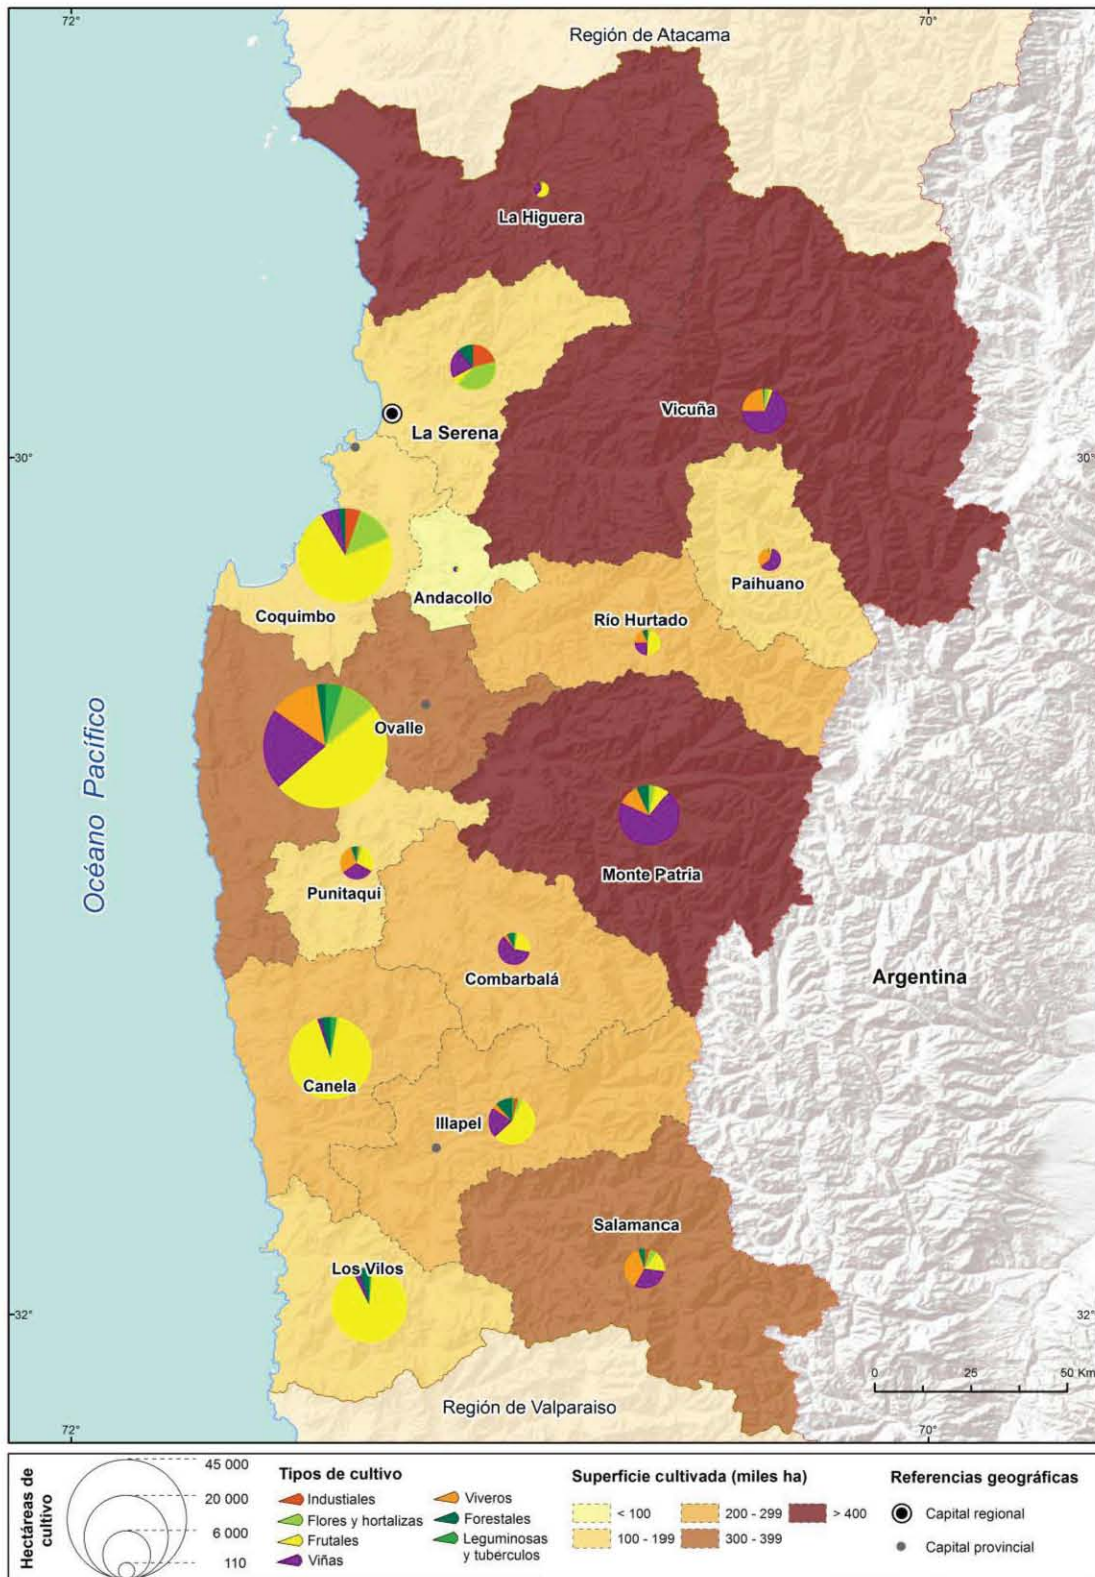 72°
70°
Región de Atacama
La Higuera
Vicuña
La Serena
30°
30°
Paihuano
Andacollo
Coquimbo
Río Hurtado
Ovalle
Océano Pacífico
Monte Patria
Punitaqui
Combarbalá
Argentina
Canela
Illapel
Salamanca
Los Vilos
32°
32°
0 25 50 Km
Región de Valparaiso
72°
70°
Hectáreas de
cultivo
45 000
20 000
6 000
110
Tipos de cultivo
Industiales
Flores y hortalizas
Frutales
Viñas
Viveros
Forestales
Leguminosas
y tubérculos
Superficie cultivada (miles ha)
< 100
100 - 199
200 - 299
300 - 399
> 400
Referencias geográficas
Capital regional
Capital provincial